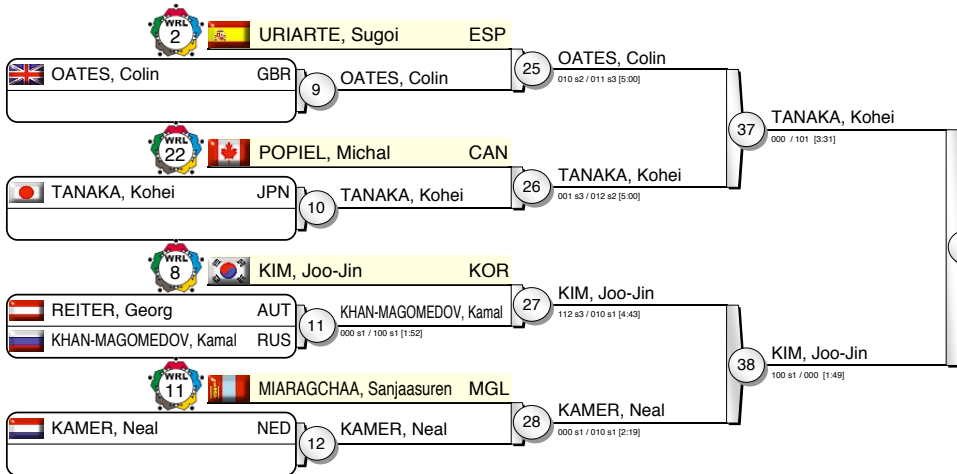 WRL 2 URIARTE, Sugoi ESP
OATES, Colin GBR
9 OATES, Colin
25 OATES, Colin
010 s2 / 011 s3 [5:00]
37 TANAKA, Kohei
000 / 101 [3:31]
WRL 22 POPIEL, Michal CAN
TANAKA, Kohei JPN
10 TANAKA, Kohei
26 TANAKA, Kohei
001 s3 / 012 s2 [5:00]
WRL 8 KIM, Joo-Jin KOR
REITER, Georg AUT
KHAN-MAGOMEDOV, Kamal RUS
11 KHAN-MAGOMEDOV, Kamal
000 s1 / 100 s1 [1:52]
27 KIM, Joo-Jin
112 s3 / 010 s1 [4:43]
38 KIM, Joo-Jin
100 s1 / 000 [1:49]
WRL 11 MIARAGCHAA, Sanjaasuren MGL
KAMER, Neal NED
12 KAMER, Neal
28 KAMER, Neal
000 s1 / 010 s1 [2:19]